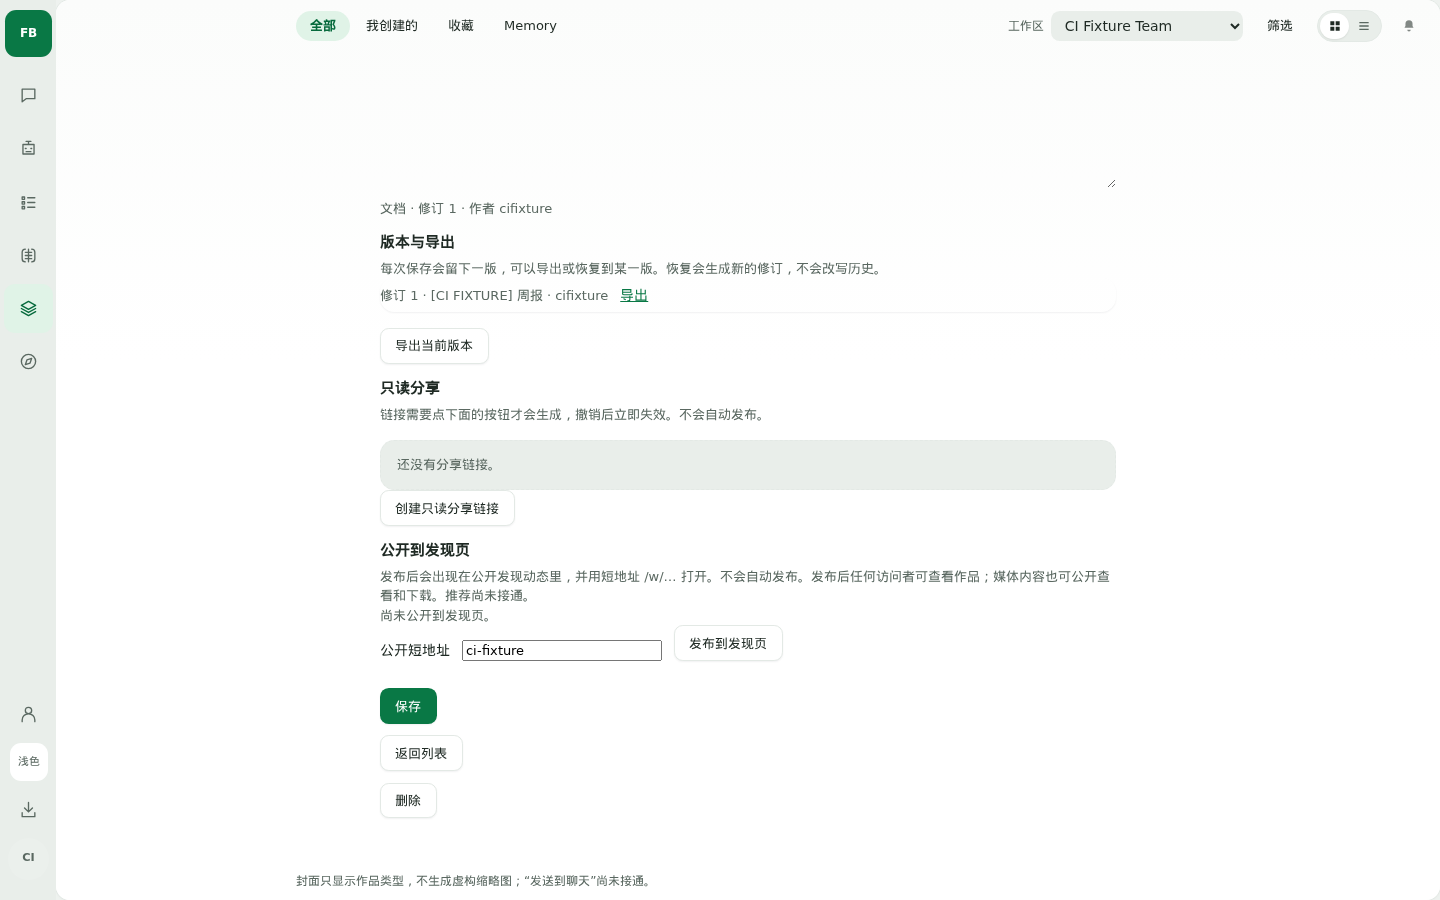 FB
全部 我创建的 收藏 Memory 工作区 CI Fixture Team 筛选
文档 · 修订 1 · 作者 cifixture
版本与导出
每次保存会留下一版，可以导出或恢复到某一版。恢复会生成新的修订，不会改写历史。
修订 1 · [CI FIXTURE] 周报 · cifixture 导出
导出当前版本
只读分享
链接需要点下面的按钮才会生成，撤销后立即失效。不会自动发布。
还没有分享链接。
创建只读分享链接
公开到发现页
发布后会出现在公开发现动态里，并用短地址 /w/… 打开。不会自动发布。发布后任何访问者可查看作品；媒体内容也可公开查
看和下载。推荐尚未接通。
尚未公开到发现页。
公开短地址 ci-fixture 发布到发现页
保存
返回列表
删除
浅色
CI
封面只显示作品类型，不生成虚构缩略图；“发送到聊天”尚未接通。